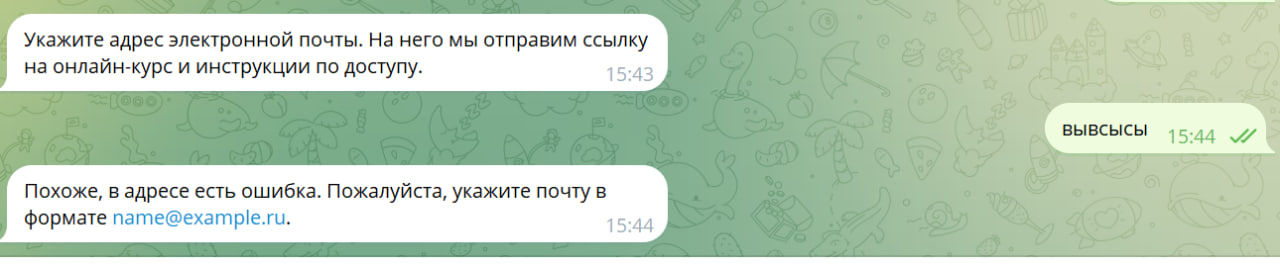 Укажите адрес электронной почты. На него мы отправим ссылку
на онлайн-курс и инструкции по доступу.
15:43
вывсысы
15:44
Похоже, в адресе есть ошибка. Пожалуйста, укажите почту в
формате name@example.ru.
15:44